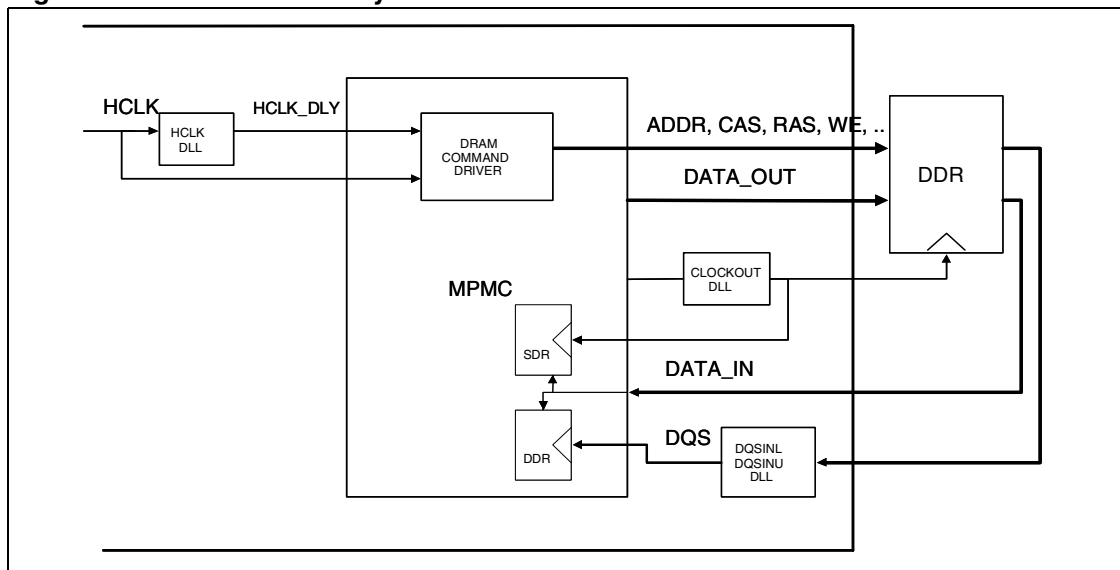 HCLK
HCLK_DLY
HCLK
DLL
DRAM
COMMAND
DRIVER
ADDR, CAS, RAS, WE, ..
DATA_OUT
DDR
CLOCKOUT
DLL
MPMC
SDR
DATA_IN
DDR
DQS
DQSINL
DQSINU
DLL